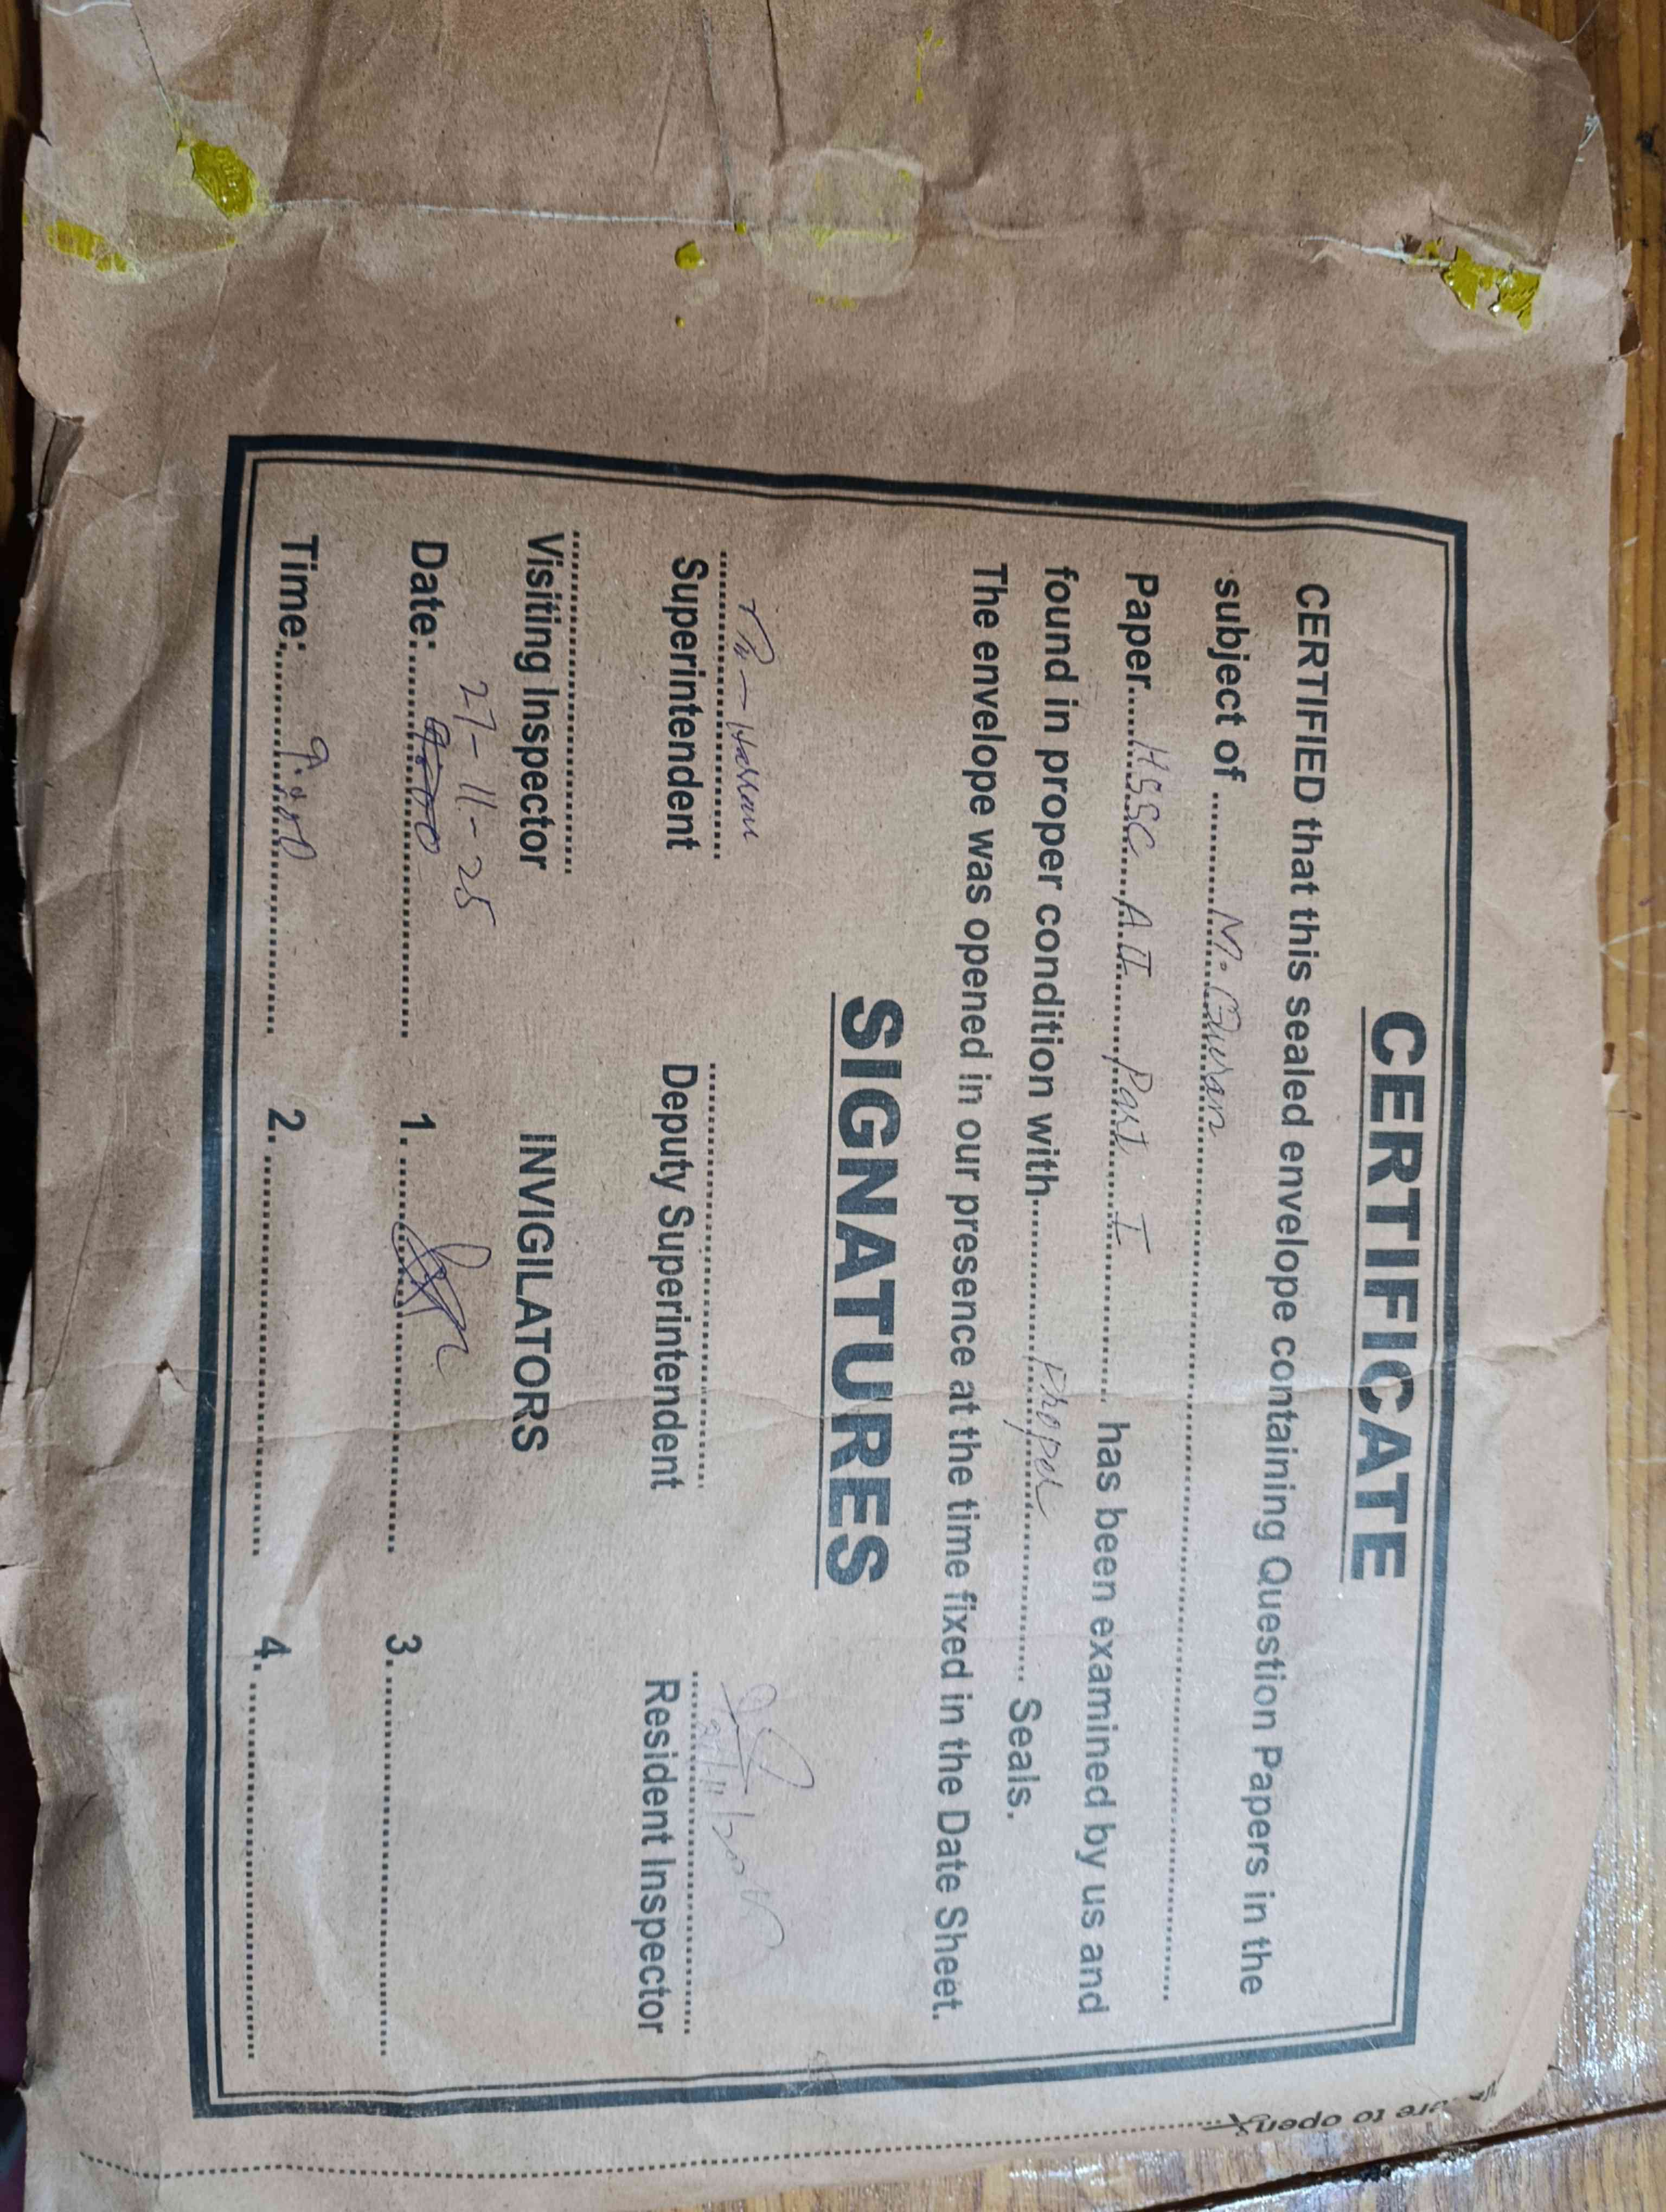 CERTIFICATE
CERTIFIED that this sealed envelope containing Question Papers in the
subject of .......... M. Quran ..........
Paper.....HSSC A.II Part I.......... has been examined by us and
found in proper condition with.......... Proper .......... Seals.
The envelope was opened in our presence at the time fixed in the Date Sheet.
SIGNATURES
Superintendent Deputy Superintendent Resident Inspector
Visiting Inspector INVIGILATORS
27-11-25
Date:.......... 1........... 3...........
Time:.......... 2........... 4...........
to open